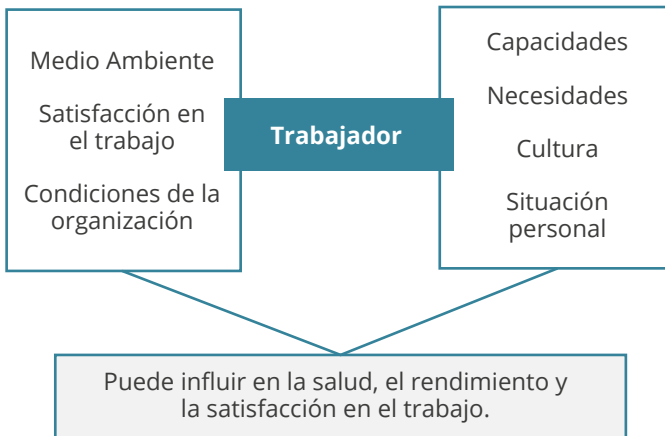 Medio Ambiente
Satisfacción en
el trabajo
Condiciones de la
organización
Trabajador
Capacidades
Necesidades
Cultura
Situación
personal
Puede influir en la salud, el rendimiento y
la satisfacción en el trabajo.